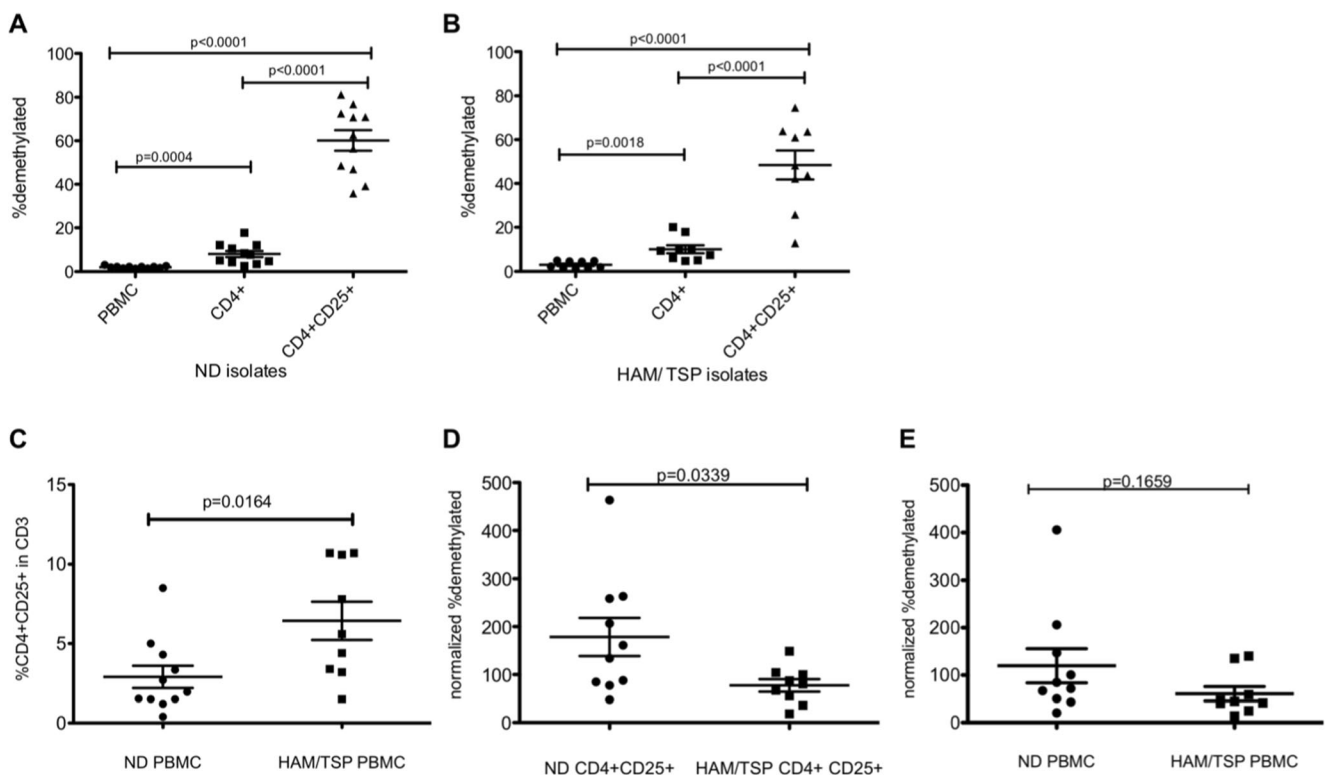 A
p<0.0001
p<0.0001
p=0.0004
%demethylated
100
80
60
40
20
0
PBMC
CD4+
CD4+CD25+
ND isolates
B
p<0.0001
p<0.0001
p=0.0018
%demethylated
100
80
60
40
20
0
PBMC
CD4+
CD4+CD25+
HAM/ TSP isolates
C
p=0.0164
%CD4+CD25+ in CD3
15
10
5
0
ND PBMC
HAM/TSP PBMC
D
p=0.0339
normalized %demethylated
500
400
300
200
100
0
ND CD4+CD25+
HAM/TSP CD4+ CD25+
E
p=0.1659
normalized %demethylated
500
400
300
200
100
0
ND PBMC
HAM/TSP PBMC